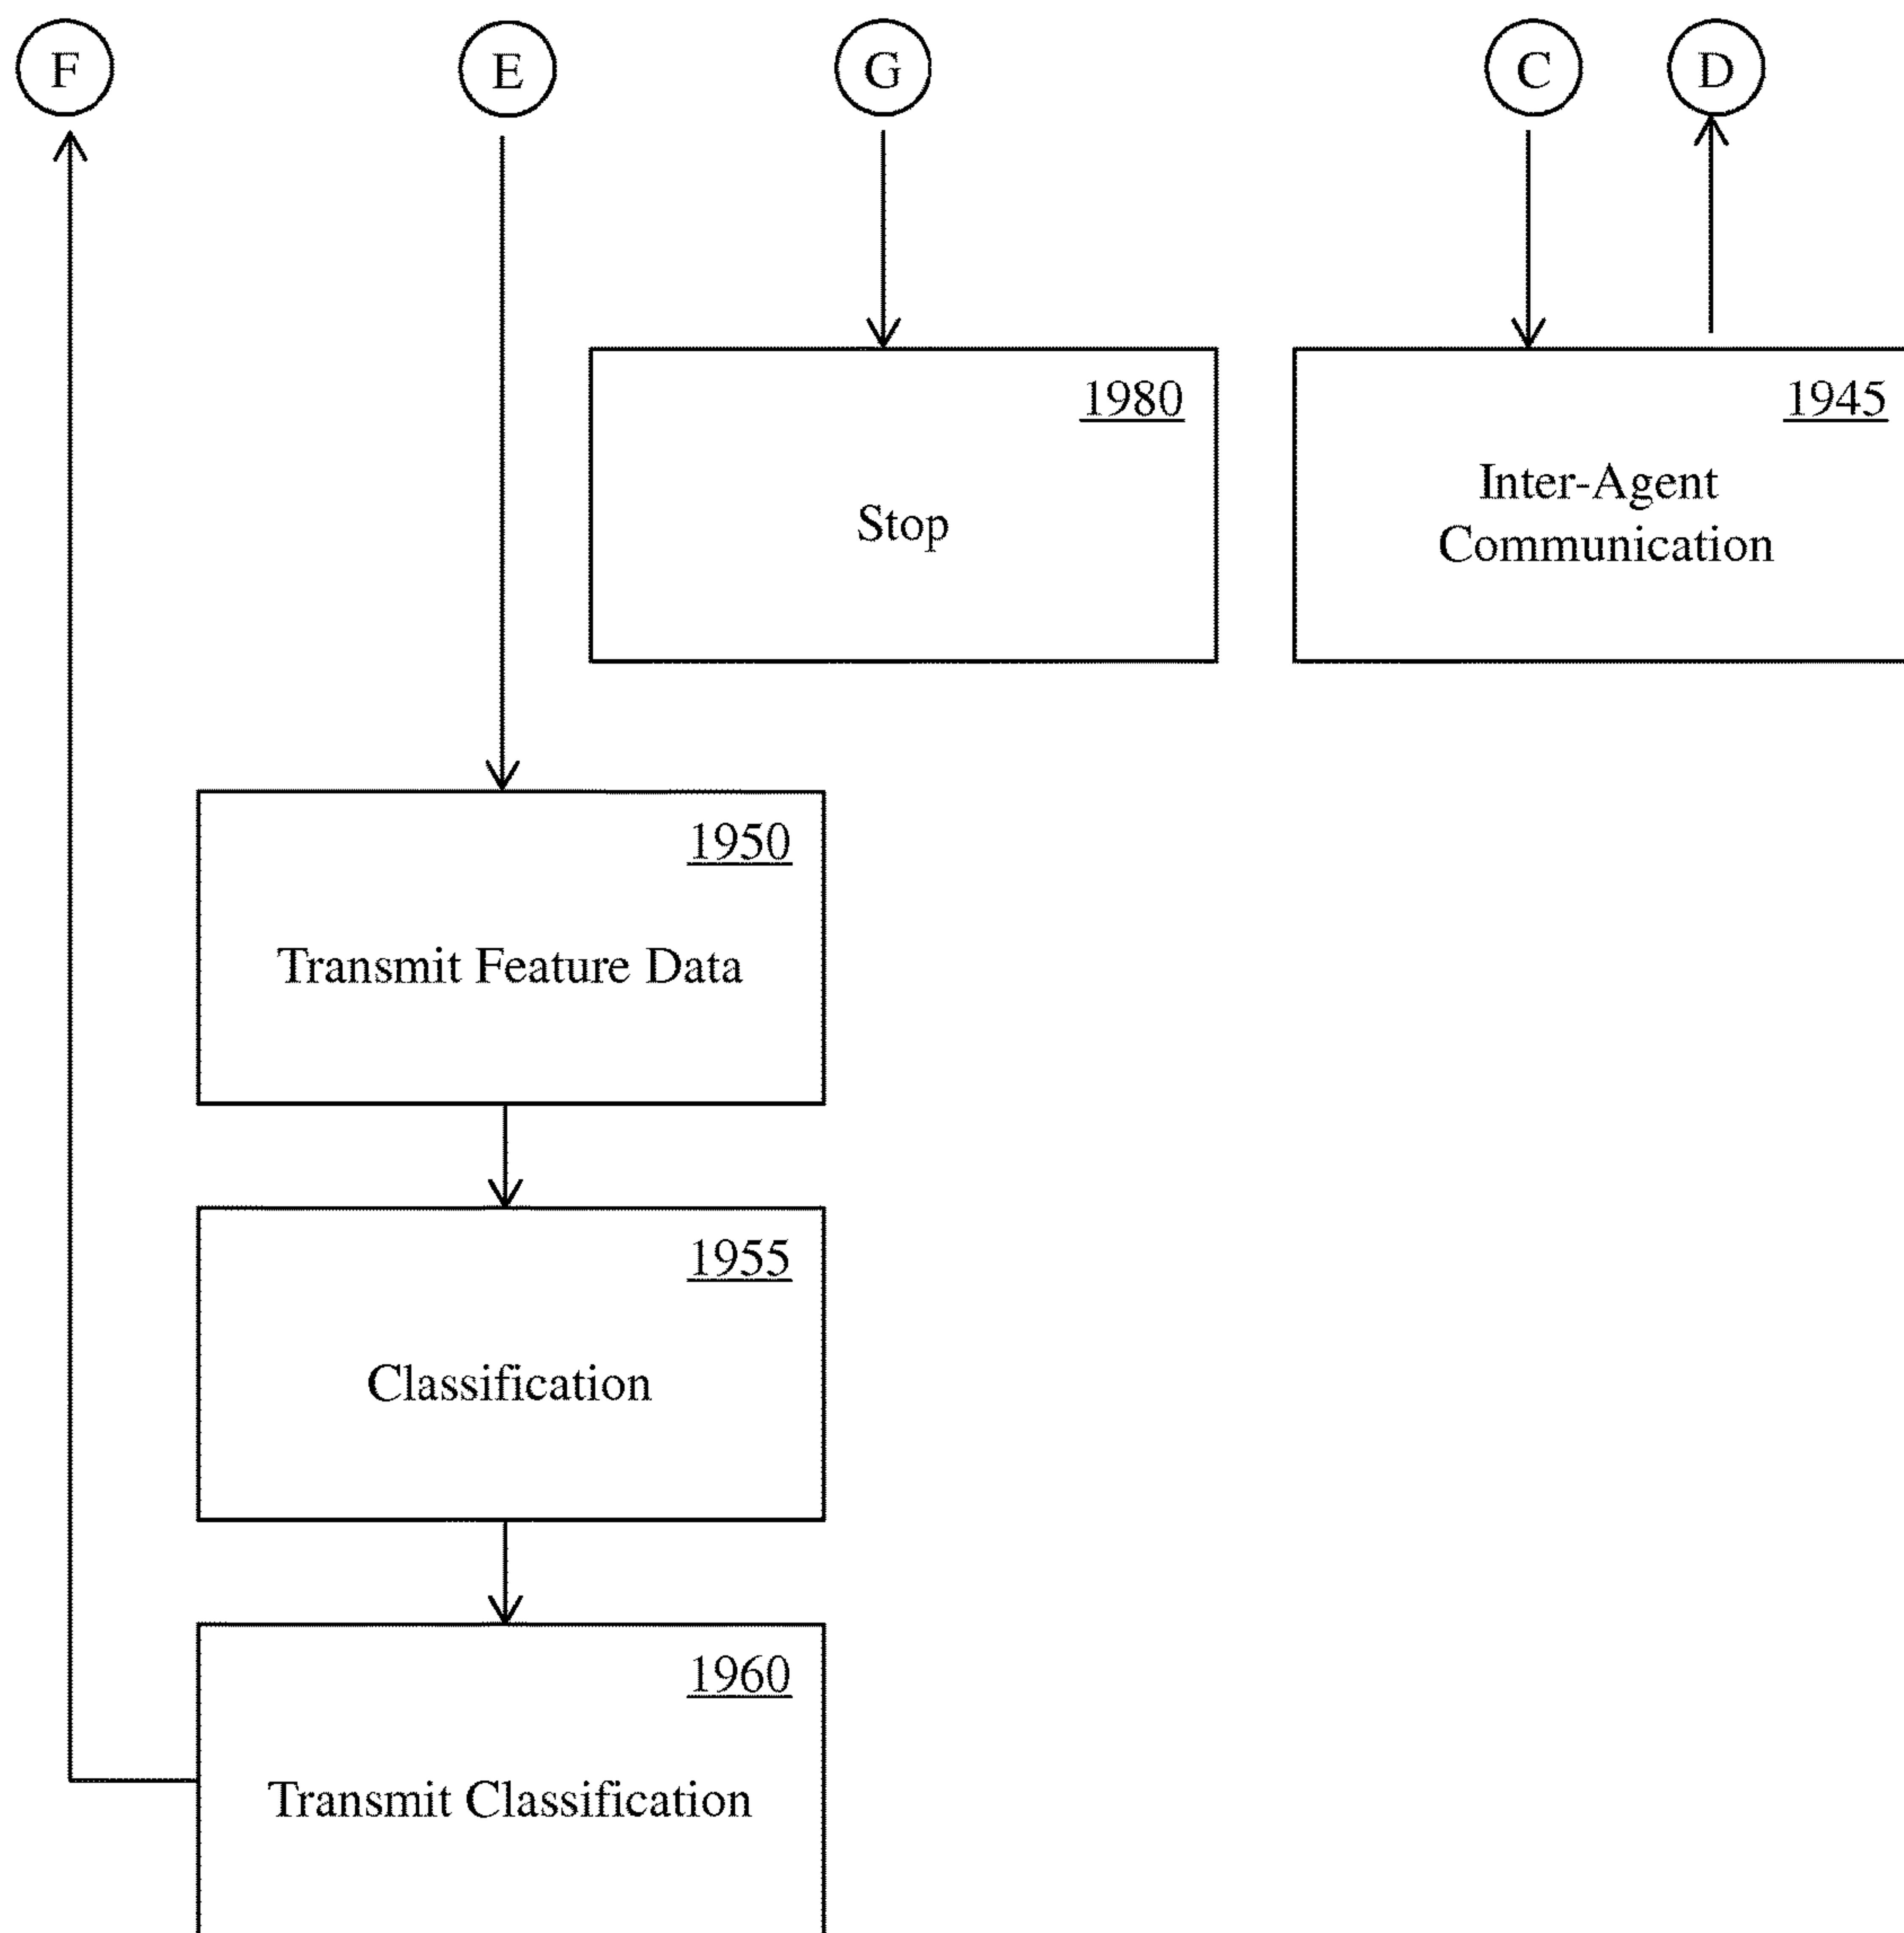 F
E
G
C
D
1980
Stop
1945
Inter-Agent
Communication
1950
Transmit Feature Data
1955
Classification
1960
Transmit Classification